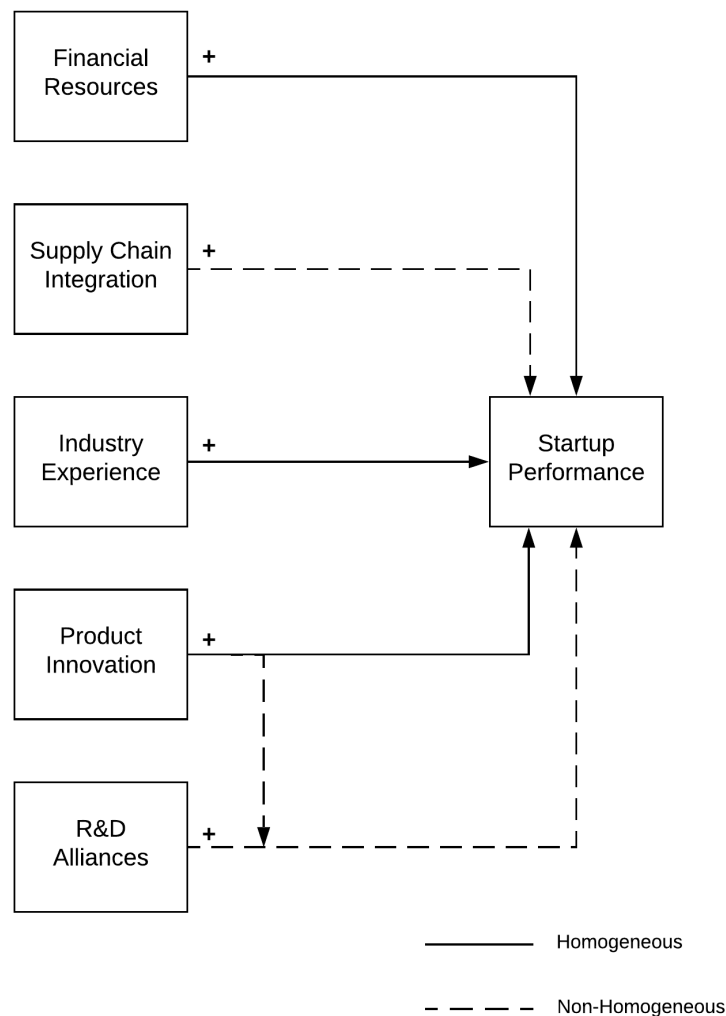 +
Financial
Resources
+
Supply Chain
Integration
+
Industry
Experience
Startup
Performance
+
Product
Innovation
+
R&D
Alliances
Homogeneous
Non-Homogeneous